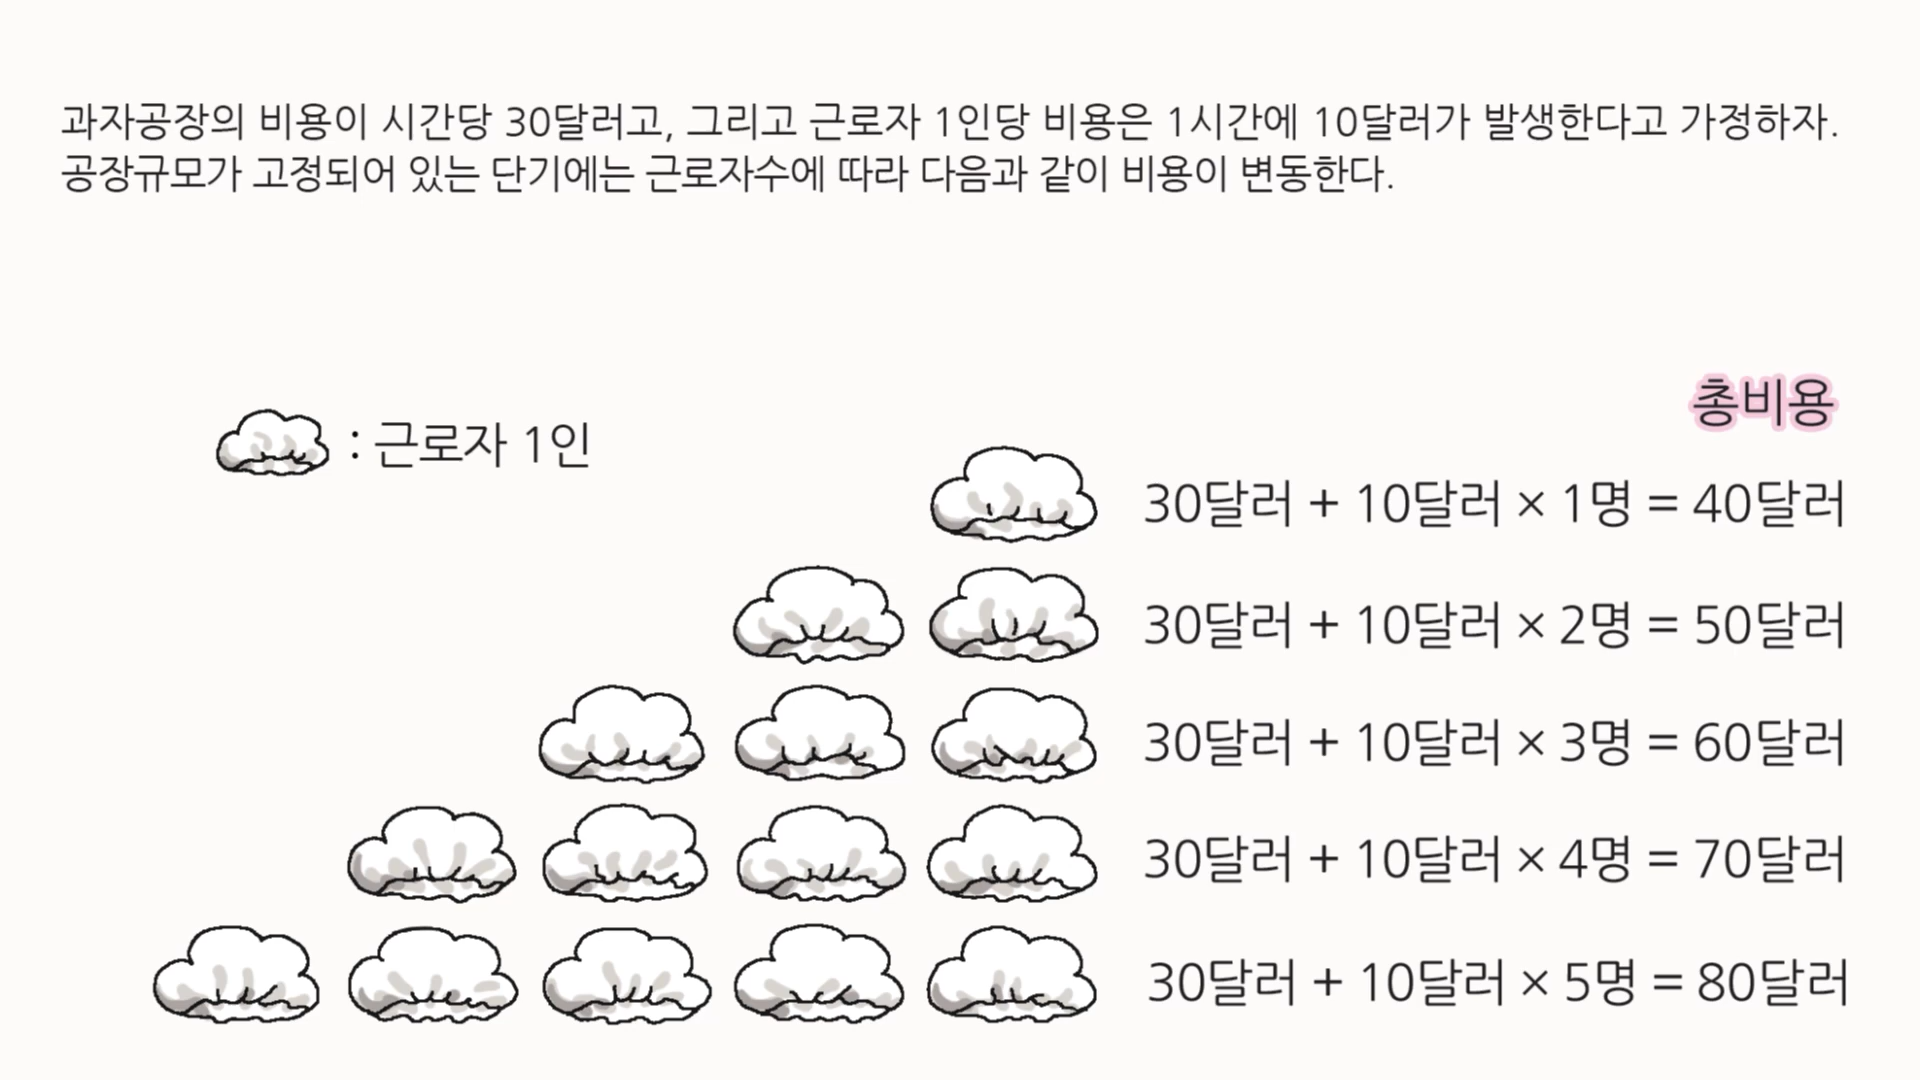 과자공장의 비용이 시간당 30달러고, 그리고 근로자 1인당 비용은 1시간에 10달러가 발생한다고 가정하자.
공장규모가 고정되어 있는 단기에는 근로자수에 따라 다음과 같이 비용이 변동한다.
총비용
: 근로자 1인
30달러 + 10달러 × 1명 = 40달러
30달러 + 10달러 × 2명 = 50달러
30달러 + 10달러 × 3명 = 60달러
30달러 + 10달러 × 4명 = 70달러
30달러 + 10달러 × 5명 = 80달러